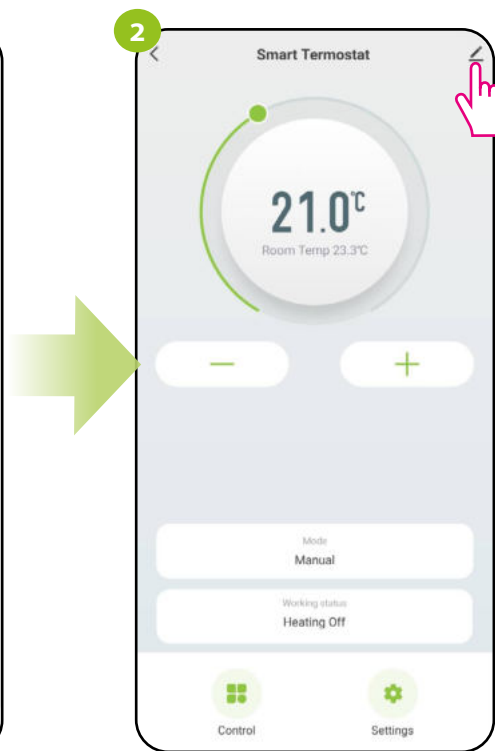 2
Smart Termostat
21.0℃
Room Temp 23.3℃
Mode
Manual
Working status
Heating Off
Control
Settings